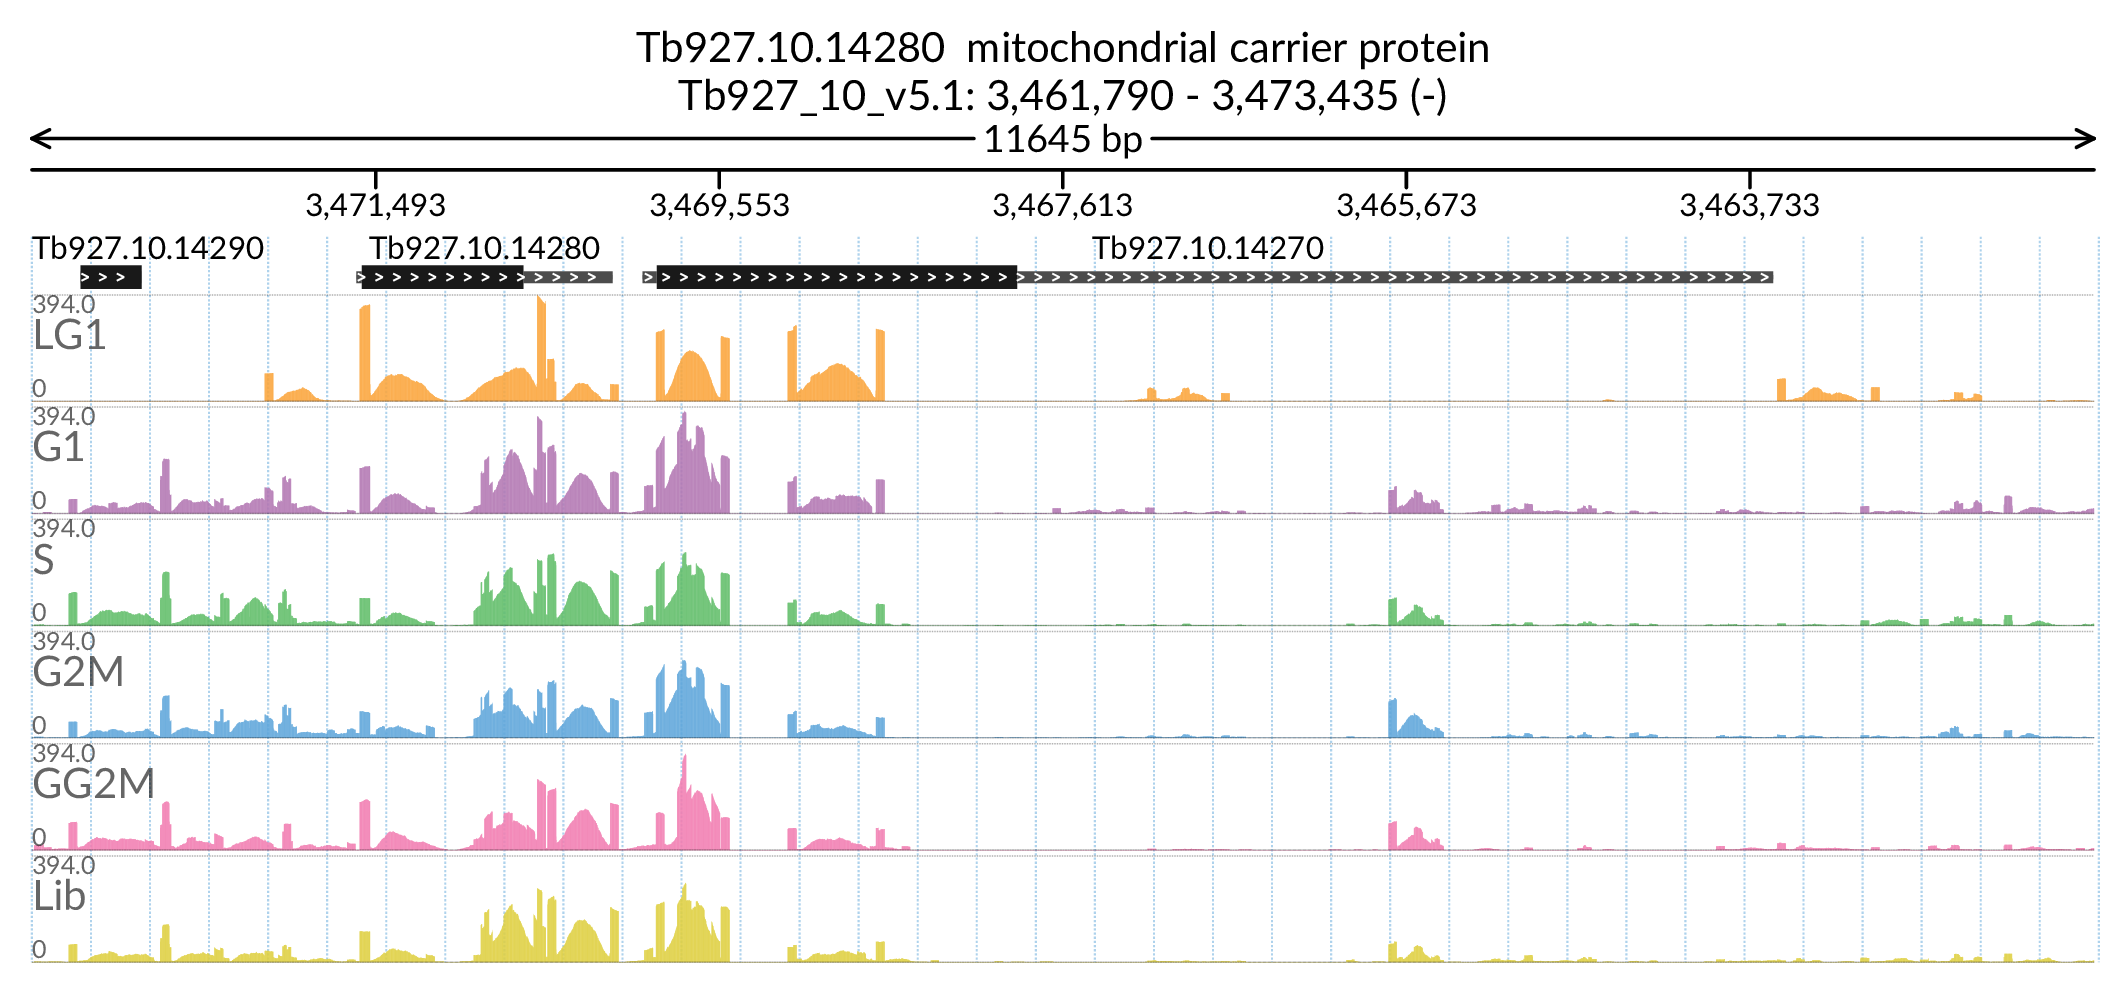 Tb927.10.14280 mitochondrial carrier protein
Tb927_10_v5.1: 3,461,790 - 3,473,435 (-)
11645 bp
3,471,493 3,469,553 3,467,613 3,465,673 3,463,733
Tb927.10.14290 Tb927.10.14280 Tb927.10.14270
394.0
LG1
0
394.0
G1
0
394.0
S
0
394.0
G2M
0
394.0
GG2M
0
394.0
Lib
0